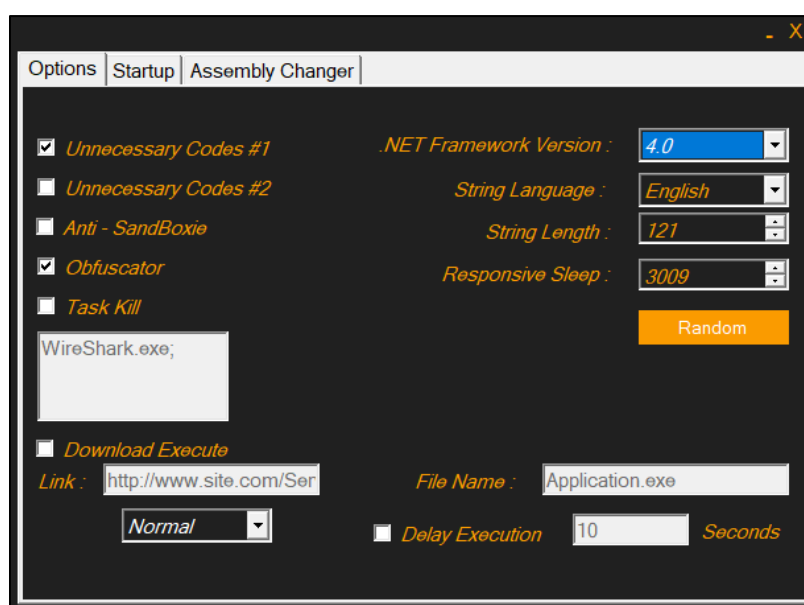 - X
Options Startup Assembly Changer
Unnecessary Codes #1
Unnecessary Codes #2
Anti - SandBoxie
Obfuscator
Task Kill
WireShark.exe;
.NET Framework Version : 4.0
String Language : English
String Length : 121
Responsive Sleep : 3009
Random
Download Execute
Link : http://www.site.com/Ser
Normal
File Name : Application.exe
Delay Execution 10 Seconds